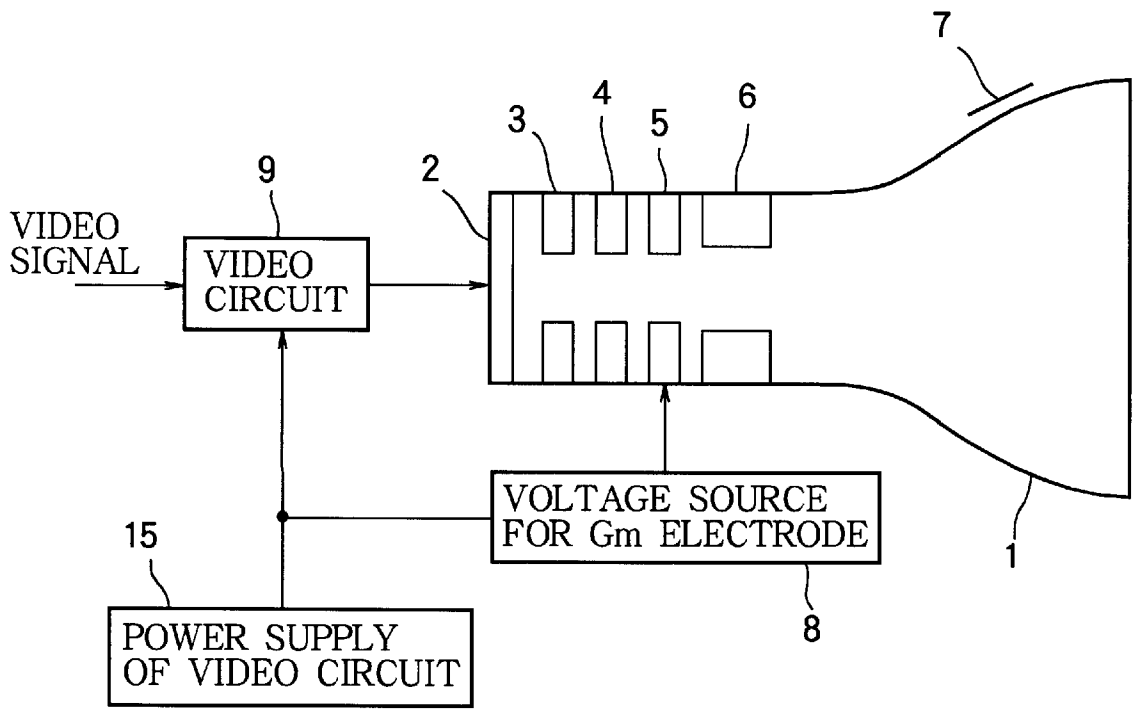 7
4
6
3
5
2
9
VIDEO
SIGNAL
VIDEO
CIRCUIT
VOLTAGE SOURCE
FOR Gm ELECTRODE
1
15
8
POWER SUPPLY
OF VIDEO CIRCUIT